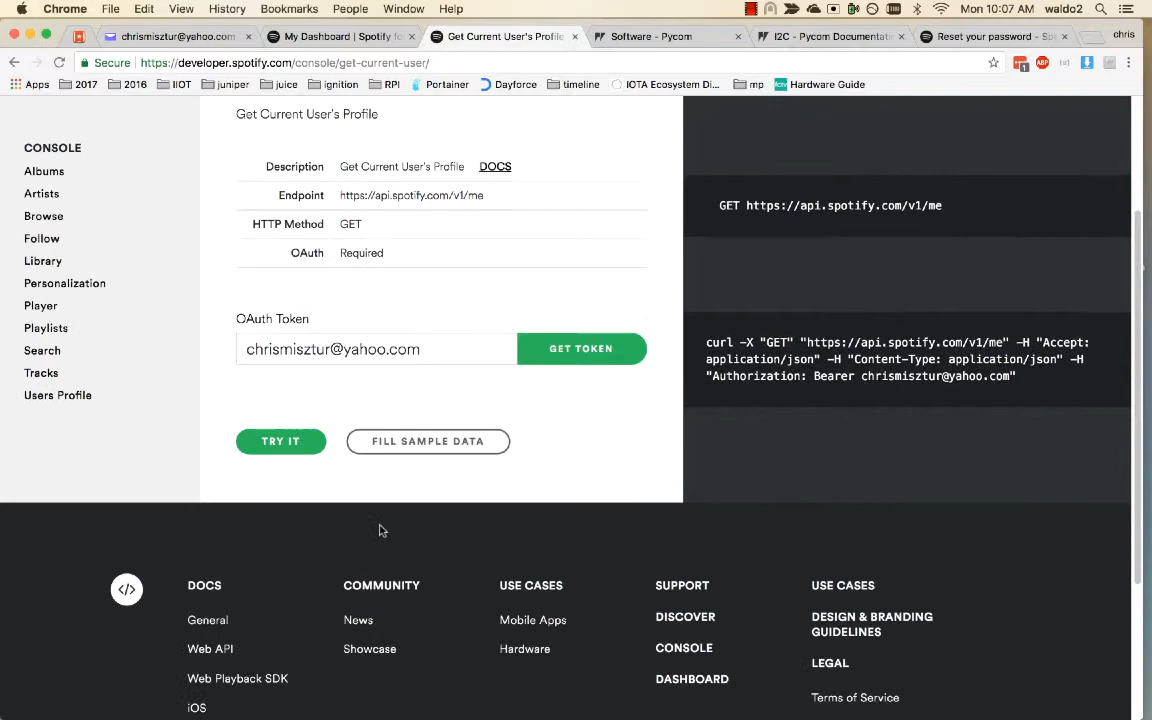 Chrome File Edit View History Bookmarks People Window Help Mon 10:07 AM waldo2
chrismisztur@yahoo.com × My Dashboard | Spotify fo × Get Current User's Profile × Software - Pycom × I2C - Pycom Documentati × Reset your password - Spo × chris
Secure https://developer.spotify.com/console/get-current-user/
Apps 2017 2016 IIOT juniper juice ignition RPI Portainer Dayforce timeline IOTA Ecosystem Di... mp Hardware Guide
Get Current User's Profile
CONSOLE
Albums
Artists
Browse
Follow
Library
Personalization
Player
Playlists
Search
Tracks
Users Profile
Description Get Current User's Profile DOCS
Endpoint https://api.spotify.com/v1/me
HTTP Method GET
OAuth Required
OAuth Token
chrismisztur@yahoo.com GET TOKEN
TRY IT FILL SAMPLE DATA
GET https://api.spotify.com/v1/me
curl -X "GET" "https://api.spotify.com/v1/me" -H "Accept:
application/json" -H "Content-Type: application/json" -H
"Authorization: Bearer chrismisztur@yahoo.com"
</> DOCS
General
Web API
Web Playback SDK
iOS
COMMUNITY
News
Showcase
USE CASES
Mobile Apps
Hardware
SUPPORT
DISCOVER
CONSOLE
DASHBOARD
USE CASES
DESIGN & BRANDING
GUIDELINES
LEGAL
Terms of Service